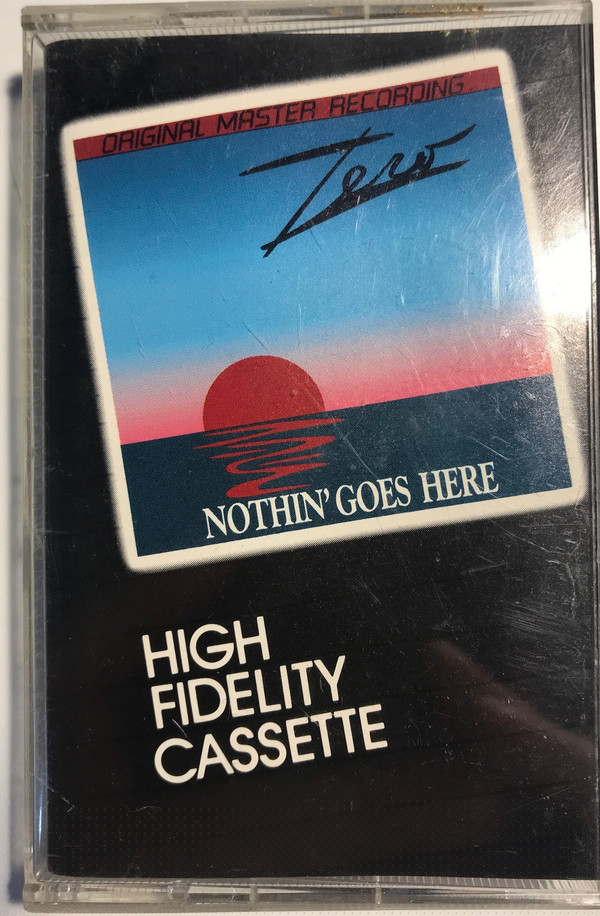 ORIGINAL MASTER RECORDING
Zero
NOTHIN' GOES HERE
HIGH
FIDELITY
CASSETTE